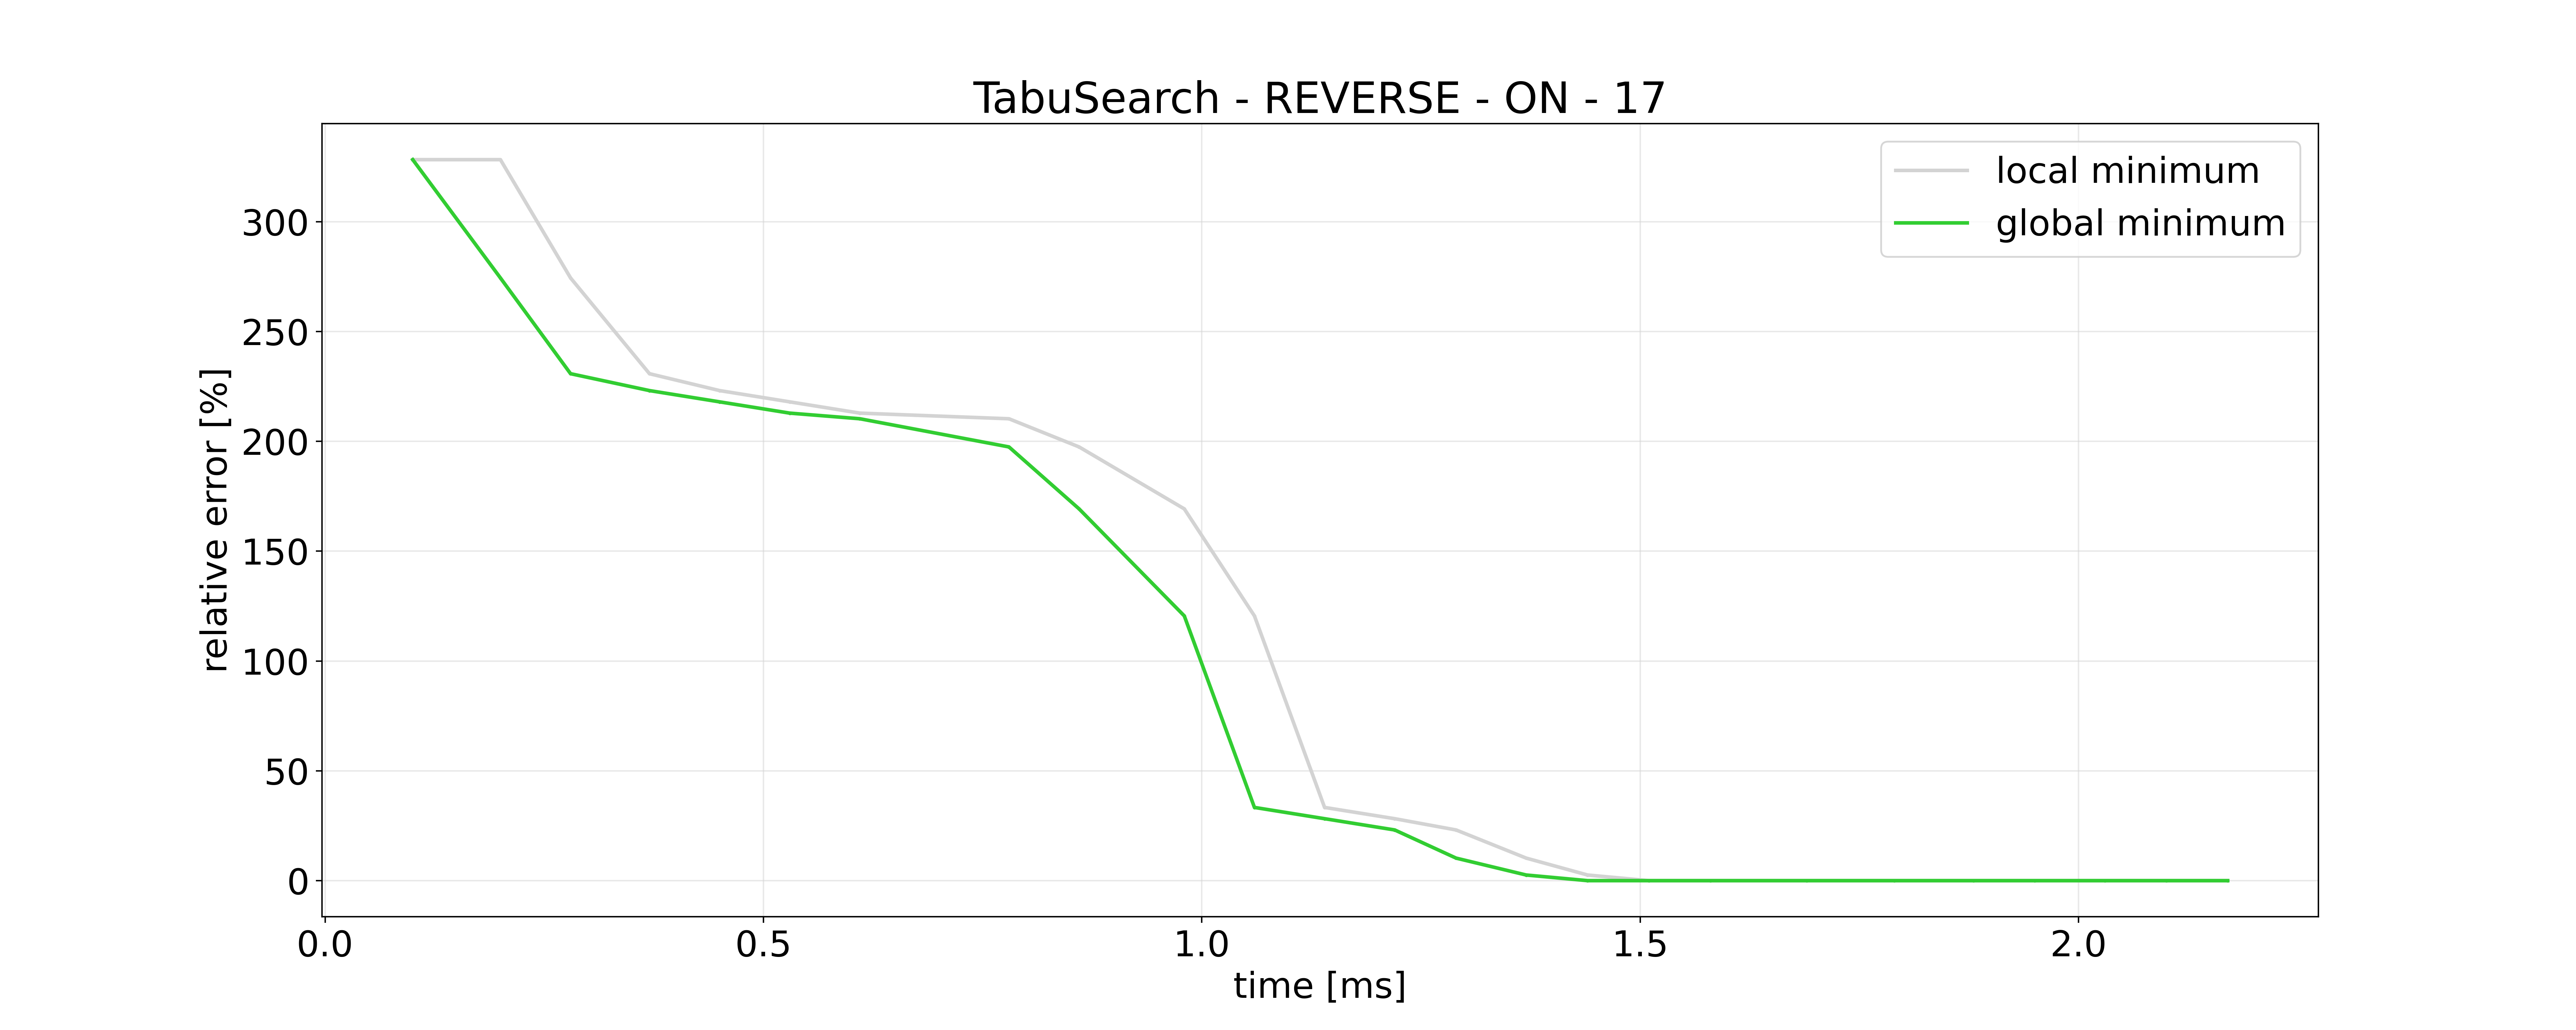 TabuSearch - REVERSE - ON - 17
local minimum
global minimum
relative error [%]
300
250
200
150
100
50
0
0.0 0.5 1.0 1.5 2.0
time [ms]